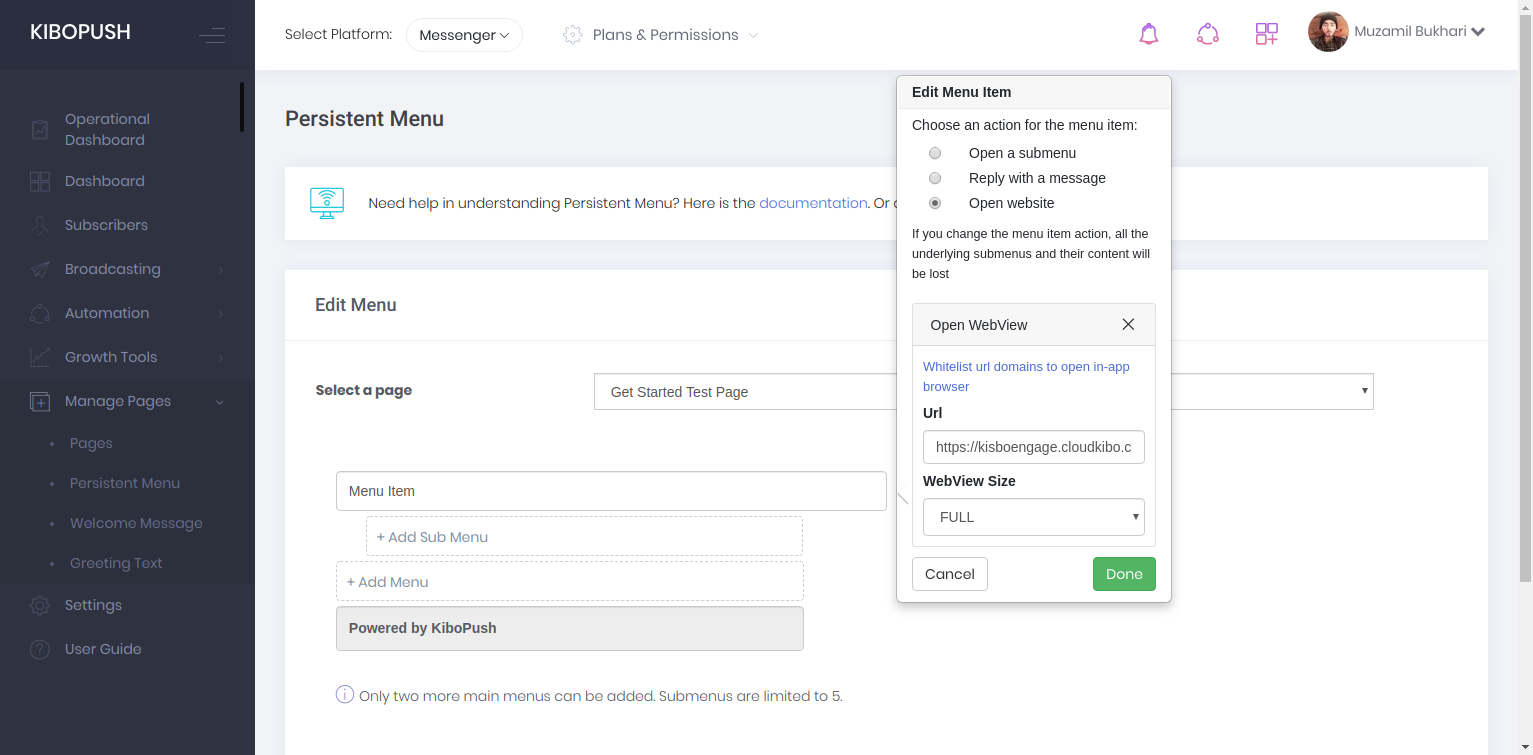 KIBOPUSH
Select Platform:
Messenger
Plans & Permissions
Muzamil Bukhari
Operational
Dashboard
Dashboard
Subscribers
Broadcasting
Automation
Growth Tools
Manage Pages
Pages
Persistent Menu
Welcome Message
Greeting Text
Settings
User Guide
Persistent Menu
Need help in understanding Persistent Menu? Here is the documentation. Or
Edit Menu
Select a page
Get Started Test Page
Menu Item
+ Add Sub Menu
+ Add Menu
Powered by KiboPush
Only two more main menus can be added. Submenus are limited to 5.
Edit Menu Item
Choose an action for the menu item:
Open a submenu
Reply with a message
Open website
If you change the menu item action, all the
underlying submenus and their content will
be lost
Open WebView
Whitelist url domains to open in-app
browser
Url
https://kisboengage.cloudkibo.c
WebView Size
FULL
Cancel
Done